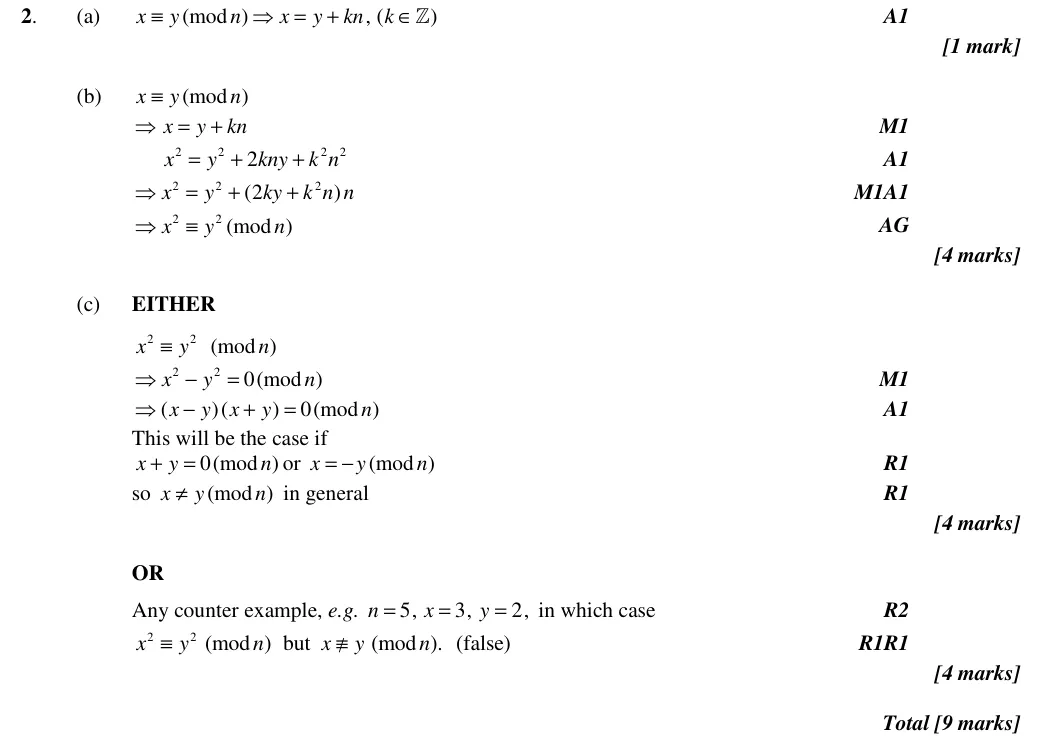 2. (a) x ≡ y (mod n) ⇒ x = y + kn, (k ∈ ℤ) A1
[1 mark]
(b) x ≡ y (mod n)
⇒ x = y + kn M1
x² = y² + 2kny + k²n² A1
⇒ x² = y² + (2ky + k²n)n M1A1
⇒ x² ≡ y² (mod n) AG
[4 marks]
(c) EITHER
x² ≡ y² (mod n)
⇒ x² − y² = 0 (mod n) M1
⇒ (x − y)(x + y) = 0 (mod n) A1
This will be the case if
x + y = 0 (mod n) or x = −y (mod n) R1
so x ≠ y (mod n) in general R1
[4 marks]
OR
Any counter example, e.g. n = 5, x = 3, y = 2, in which case R2
x² ≡ y² (mod n) but x ≢ y (mod n). (false) R1R1
[4 marks]
Total [9 marks]